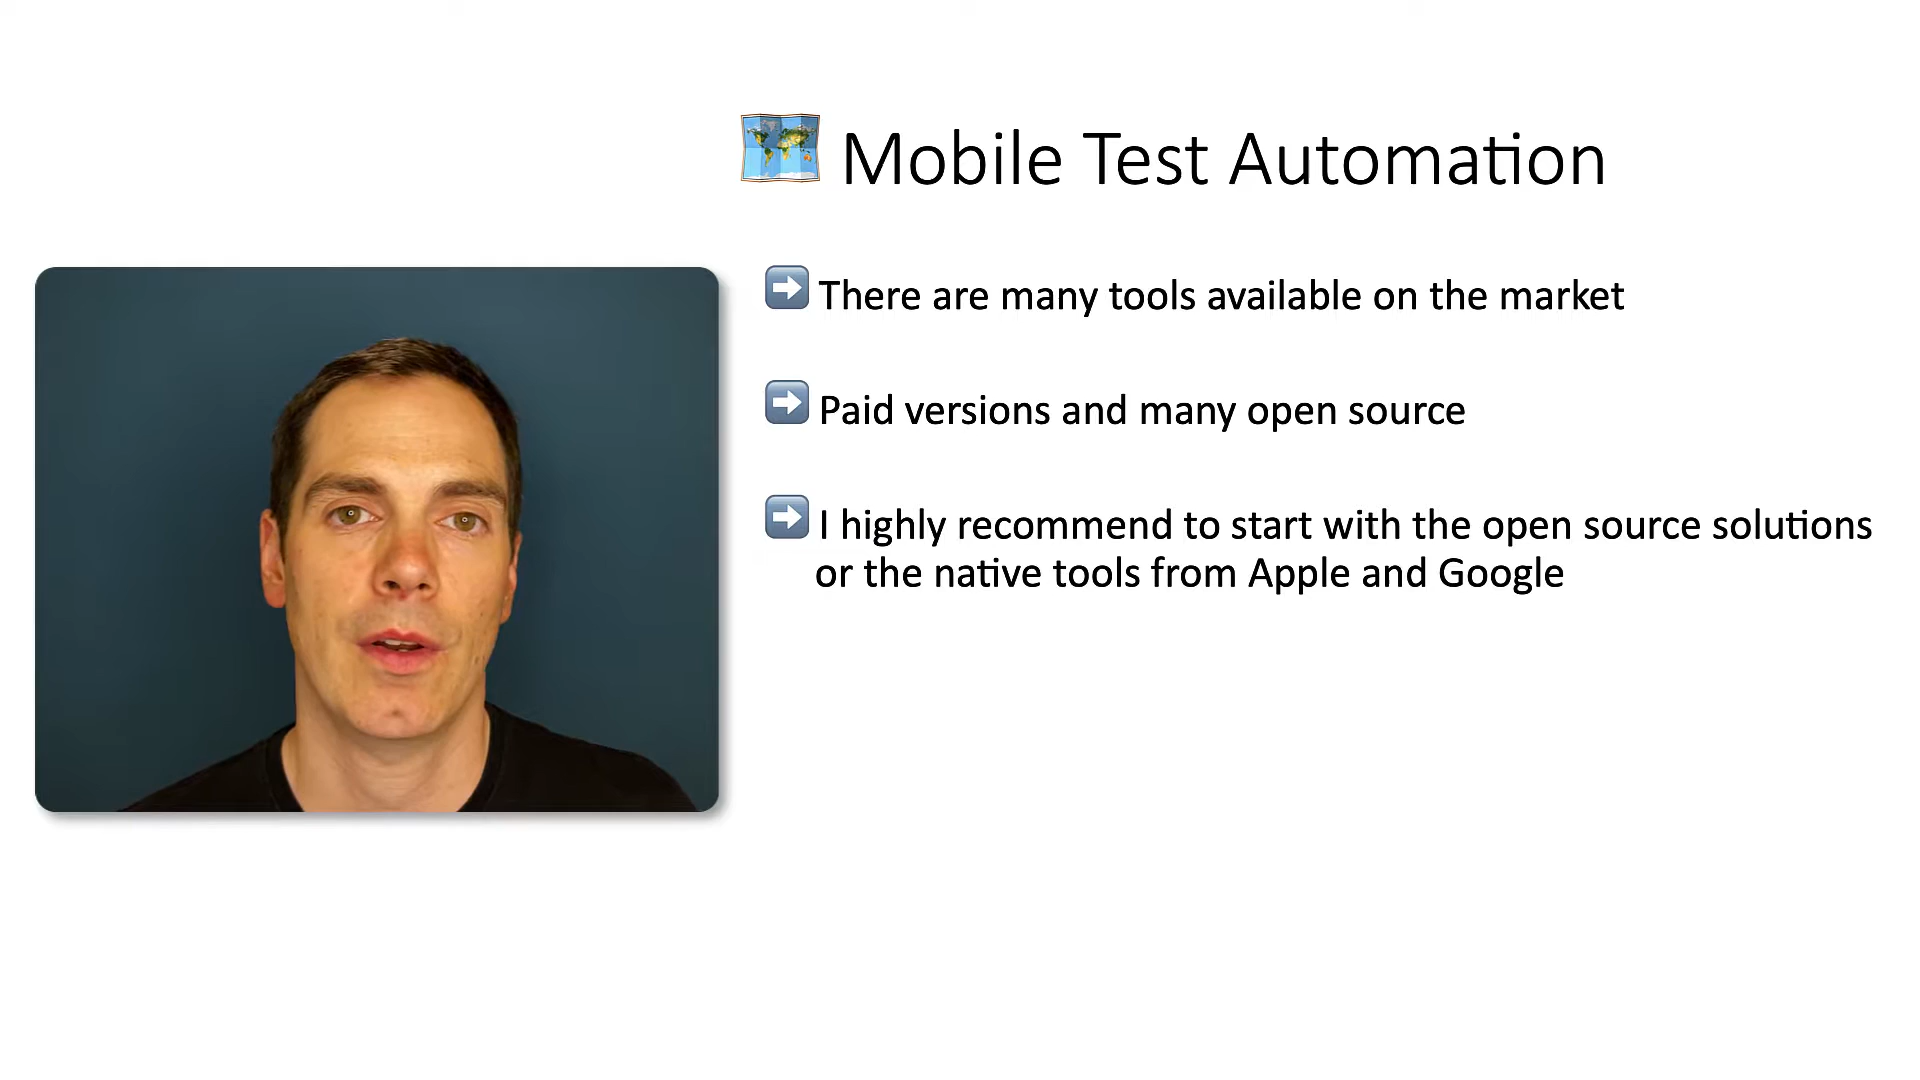 Mobile Test Automation
There are many tools available on the market
Paid versions and many open source
I highly recommend to start with the open source solutions
or the native tools from Apple and Google